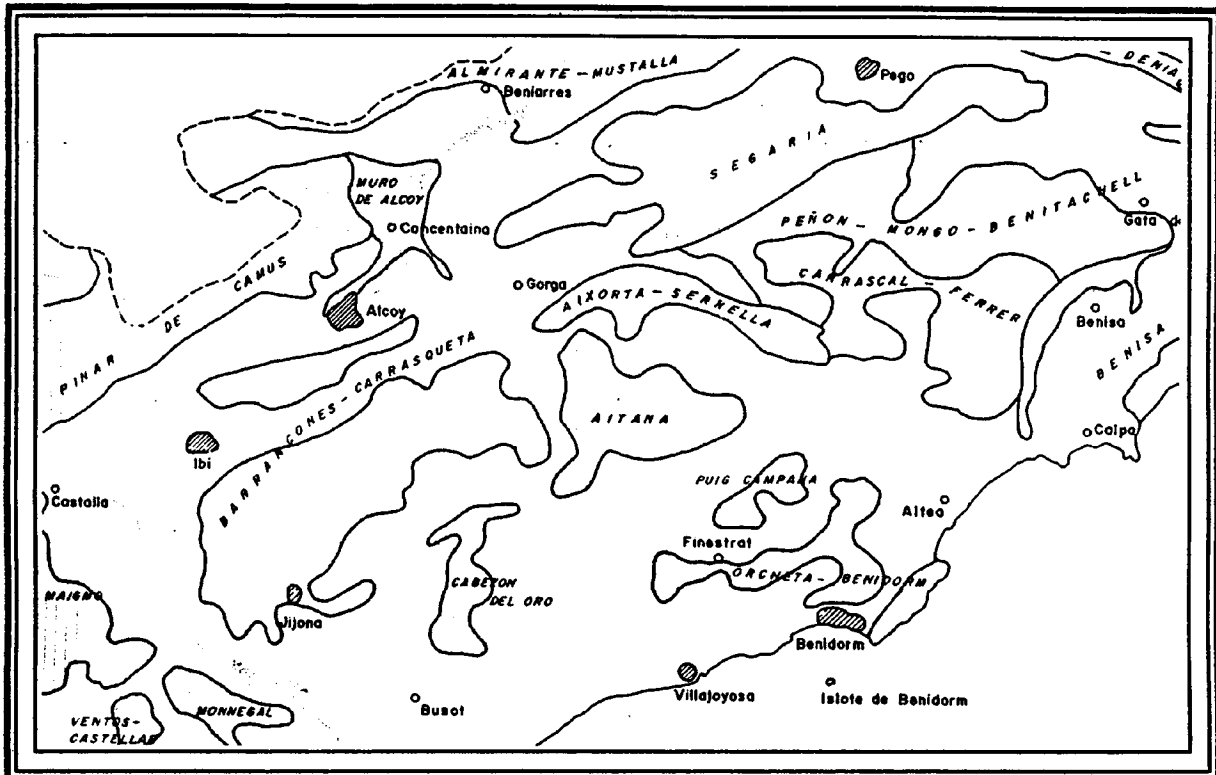 ALMIRANTE-MUSTALLA
Beniarres
Pego
- DENIA
SEGARIA
MURO
DE ALCOY
Concentaina
PEÑON-MONGO-BENITACHELL
Gata de
PINAR DE CAMUS
Alcoy
Gorga
AIXORTA-SERRELLA
CARRASCAL-FERRER
Benisa
BENISA
BARRANCONES-CARRASQUETA
AITANA
Calpa
Ibi
Castalla
PUIG CAMPANA
Altea
Finestrat
ORCHETA-BENIDORM
CABEZON
DEL ORO
MAIGMO
Jijona
Benidorm
Villajoyosa
Islote de Benidorm
MONNEGAL
Busot
VENTOS-
CASTELLAR